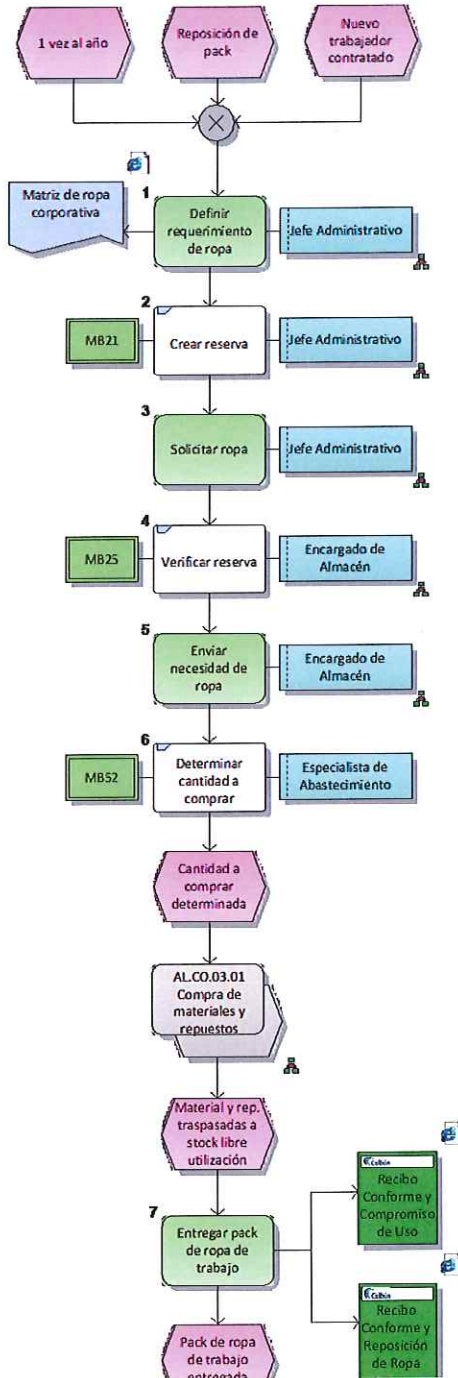 1 vez al año
Reposición de
pack
Nuevo
trabajador
contratado
Matriz de ropa
corporativa
1
Definir
requerimiento
de ropa
Jefe Administrativo
2
MB21
Crear reserva
Jefe Administrativo
3
Solicitar ropa
Jefe Administrativo
4
MB25
Verificar reserva
Encargado de
Almacén
5
Enviar
necesidad de
ropa
Encargado de
Almacén
6
MB52
Determinar
cantidad a
comprar
Especialista de
Abastecimiento
Cantidad a
comprar
determinada
AL.CO.03.01
Compra de
materiales y
repuestos
Material y rep.
traspasadas a
stock libre
utilización
7
Entregar pack
de ropa de
trabajo
Colbún
Recibo
Conforme y
Compromiso
de Uso
Colbún
Recibo
Conforme y
Reposición
de Ropa
Pack de ropa
de trabajo
entregada